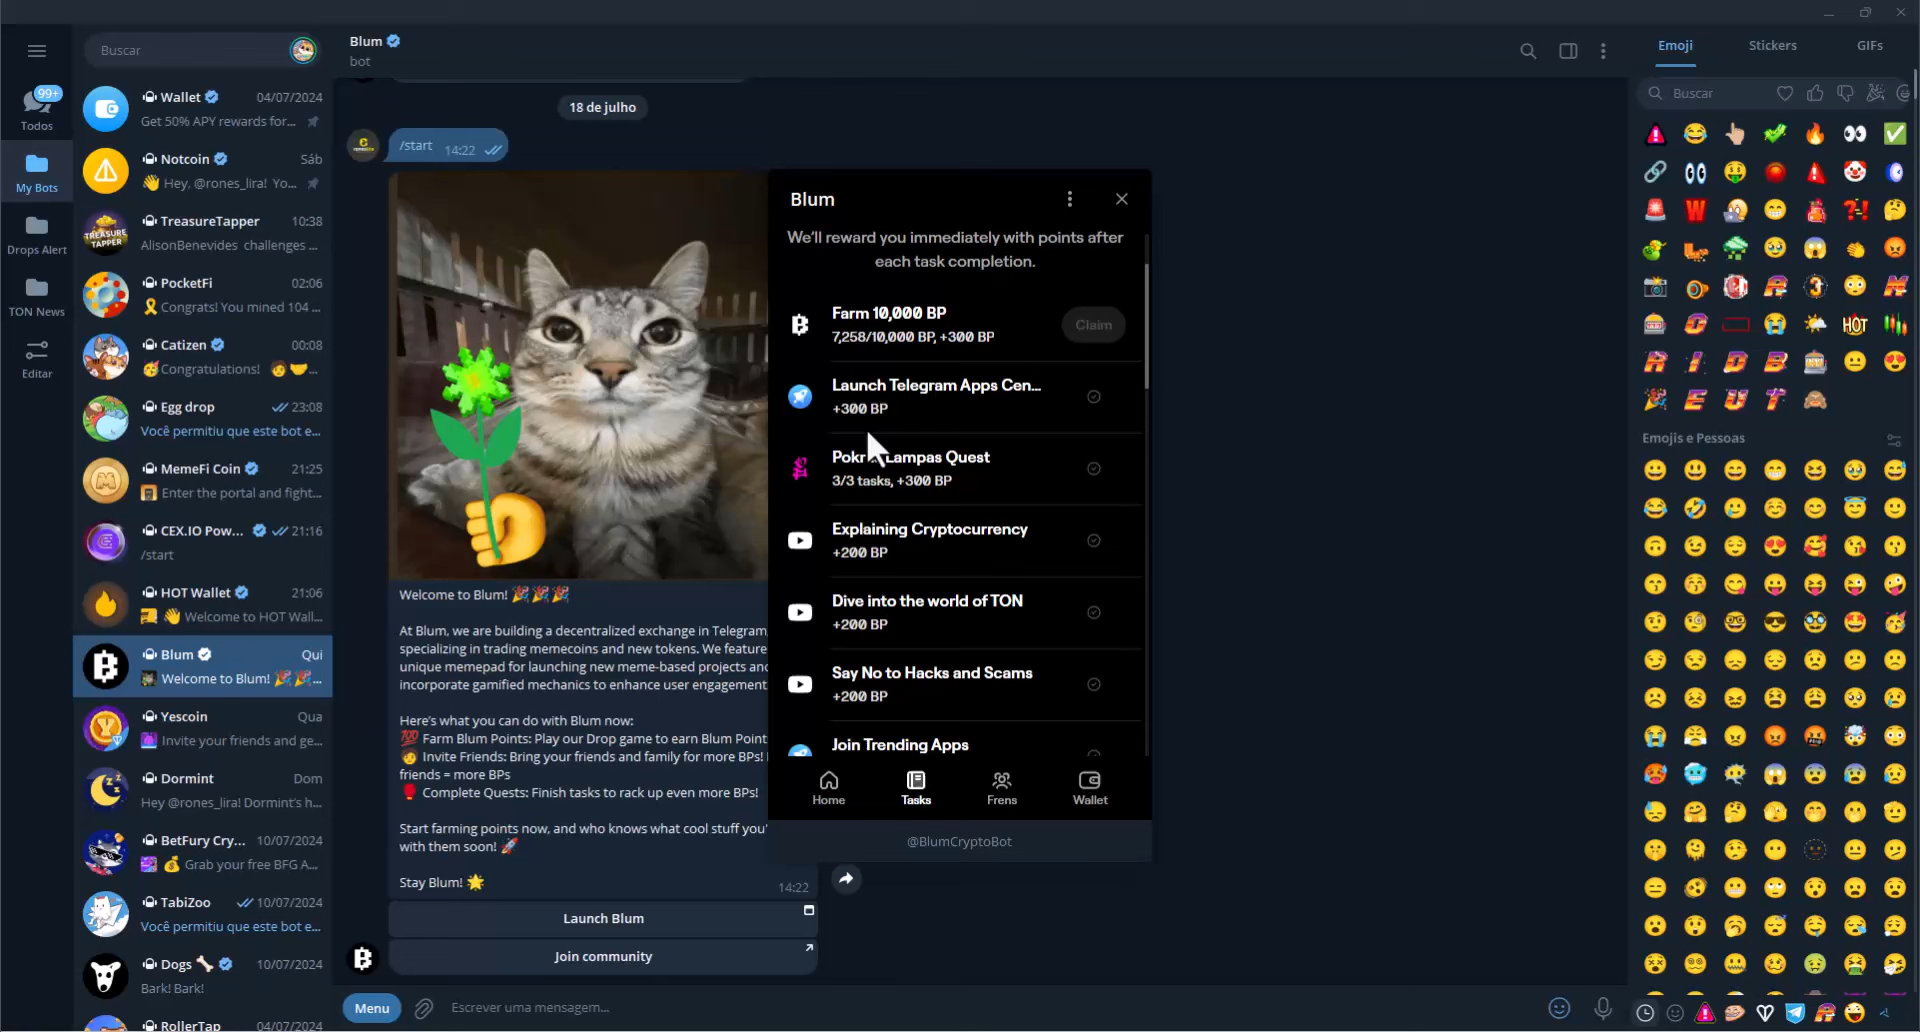 Buscar
99+
Todos
My Bots
Drops Alert
TON News
Editar
Wallet 04/07/2024
Get 50% APY rewards for...
Notcoin Sáb
Hey, @rones_lira! Yo...
TREASURE TAPPER
TreasureTapper 10:38
AlisonBenevides challenges ...
PocketFi 02:06
Congrats! You mined 104 ...
Catizen 00:08
Congratulations! ...
Egg drop 23:08
Você permitiu que este bot e...
MemeFi Coin 21:25
Enter the portal and fight...
CEX.IO Pow... 21:16
/start
HOT Wallet 21:06
Welcome to HOT Wall...
Blum Qui
Welcome to Blum! ...
Yescoin Qua
Invite your friends and ge...
Dormint Dom
Hey @rones_lira! Dormint's h...
BetFury Cry... 10/07/2024
Grab your free BFG A...
TabiZoo 10/07/2024
Você permitiu que este bot e...
Dogs 10/07/2024
Bark! Bark!
RollerTap 04/07/2024
Blum
bot
18 de julho
/start 14:22
Welcome to Blum! 🎉🎉🎉
At Blum, we are building a decentralized exchange in Telegram,
specializing in trading memecoins and new tokens. We feature
unique memepad for launching new meme-based projects and
incorporate gamified mechanics to enhance user engagement
Here's what you can do with Blum now:
💯 Farm Blum Points: Play our Drop game to earn Blum Point
Invite Friends: Bring your friends and family for more BPs!
friends = more BPs
Complete Quests: Finish tasks to rack up even more BPs!
Start farming points now, and who knows what cool stuff you'
with them soon! 🚀
Stay Blum! 🌟 14:22
Launch Blum
Join community
Menu
Escrever uma mensagem...
Blum
We'll reward you immediately with points after
each task completion.
Farm 10,000 BP
7,258/10,000 BP, +300 BP
Claim
Launch Telegram Apps Cen...
+300 BP
Lampas Quest
3/3 tasks, +300 BP
Explaining Cryptocurrency
+200 BP
Dive into the world of TON
+200 BP
Say No to Hacks and Scams
+200 BP
Join Trending Apps
Home
Tasks
Frens
Wallet
@BlumCryptoBot
Emoji
Stickers
GIFs
Buscar
HOT
Emojis e Pessoas